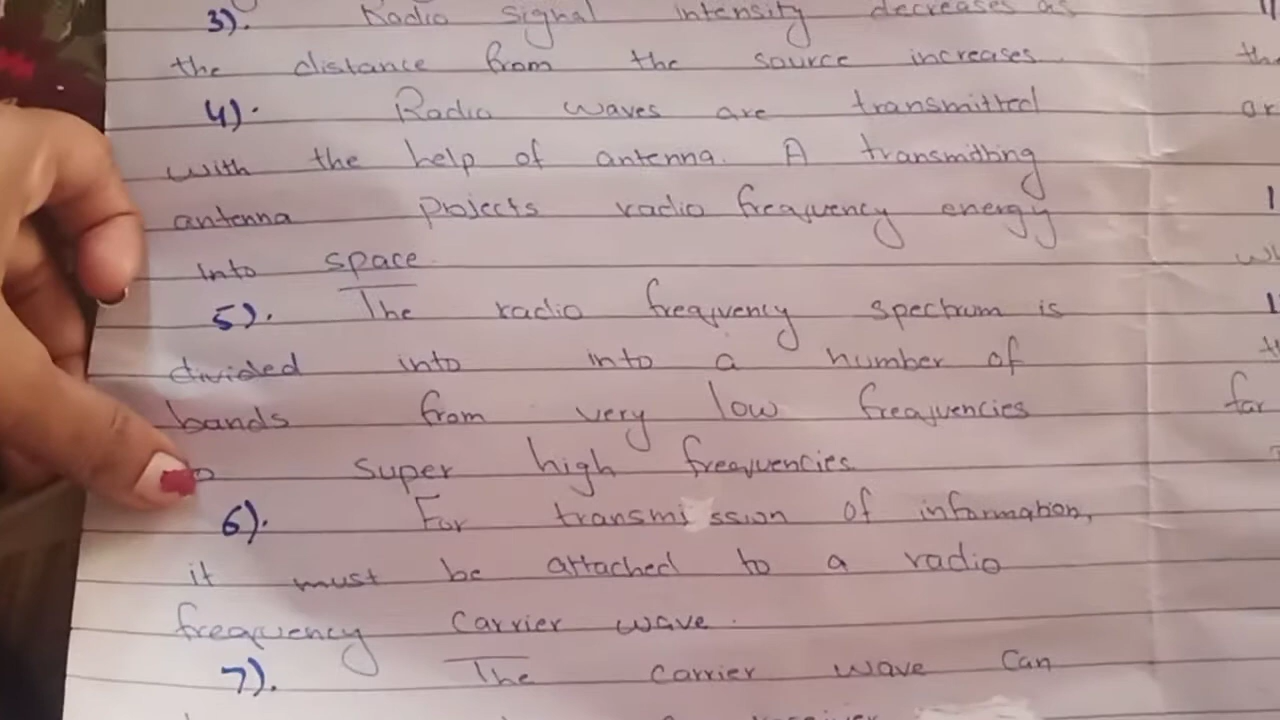 3). Radio signal intensity decreases as
the distance from the source increases.
4). Radio waves are transmitted
with the help of antenna. A transmitting
antenna projects radio frequency energy
into space.
5). The radio frequency spectrum is
divided into into a number of
bands from very low frequencies
super high frequencies.
6). For transmission of information,
it must be attached to a radio
frequency carrier wave.
7). The carrier wave can
receiver
th
for